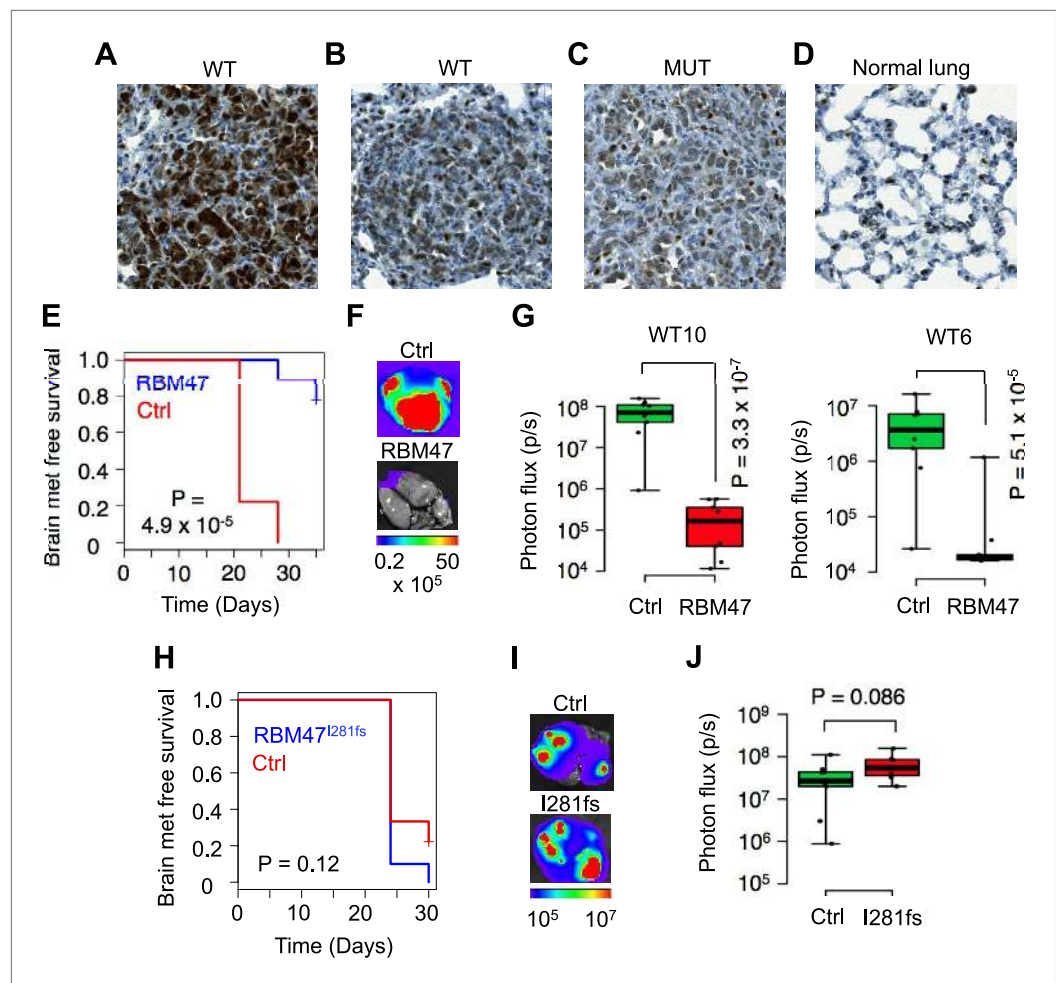 A
WT
B
WT
C
MUT
D
Normal lung
E
Brain met free survival
1.0
0.8
0.6
0.4
0.2
0
RBM47
Ctrl
P =
4.9 x 10⁻⁵
0 10 20 30
Time (Days)
F
Ctrl
RBM47
0.2 50
x 10⁵
G
WT10
Photon flux (p/s)
10⁸
10⁷
10⁶
10⁵
10⁴
P = 3.3 x 10⁻⁷
Ctrl RBM47
WT6
Photon flux (p/s)
10⁷
10⁶
10⁵
10⁴
P = 5.1 x 10⁻⁵
Ctrl RBM47
H
Brain met free survival
1.0
0.8
0.6
0.4
0.2
0
RBM47ᴵ²⁸¹ᶠˢ
Ctrl
P = 0.12
0 10 20 30
Time (Days)
I
Ctrl
I281fs
10⁵ 10⁷
J
P = 0.086
Photon flux (p/s)
10⁹
10⁸
10⁷
10⁶
10⁵
Ctrl I281fs